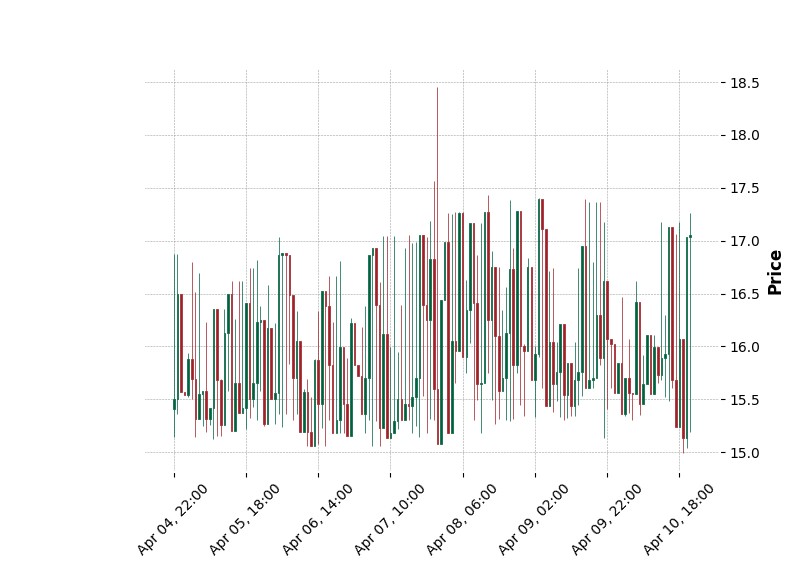 18.5
18.0
17.5
17.0
16.5
16.0
15.5
15.0
Price
Apr 04, 22:00
Apr 05, 18:00
Apr 06, 14:00
Apr 07, 10:00
Apr 08, 06:00
Apr 09, 02:00
Apr 09, 22:00
Apr 10, 18:00